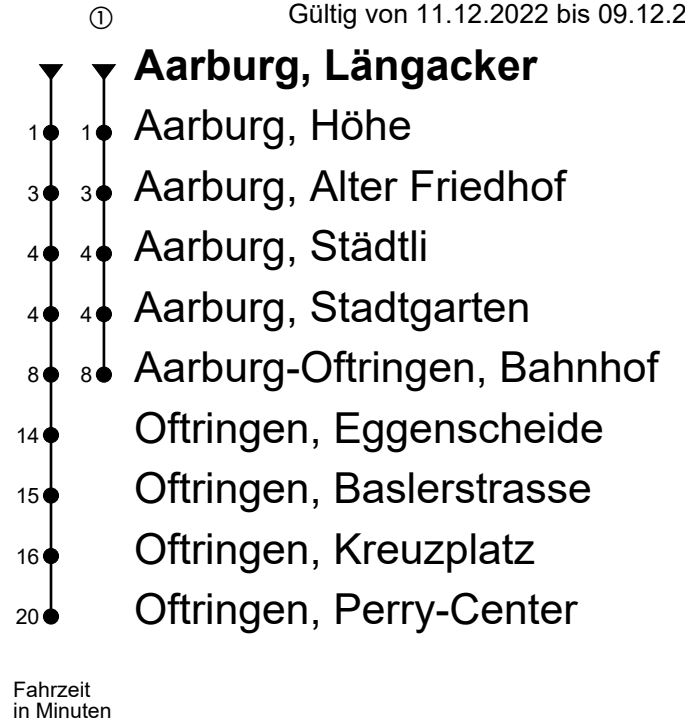 ① Gültig von 11.12.2022 bis 09.12.2
Aarburg, Längacker
1 1 Aarburg, Höhe
3 3 Aarburg, Alter Friedhof
4 4 Aarburg, Städtli
4 4 Aarburg, Stadtgarten
8 8 Aarburg-Oftringen, Bahnhof
14 Oftringen, Eggenscheide
15 Oftringen, Baslerstrasse
16 Oftringen, Kreuzplatz
20 Oftringen, Perry-Center
Fahrzeit
in Minuten